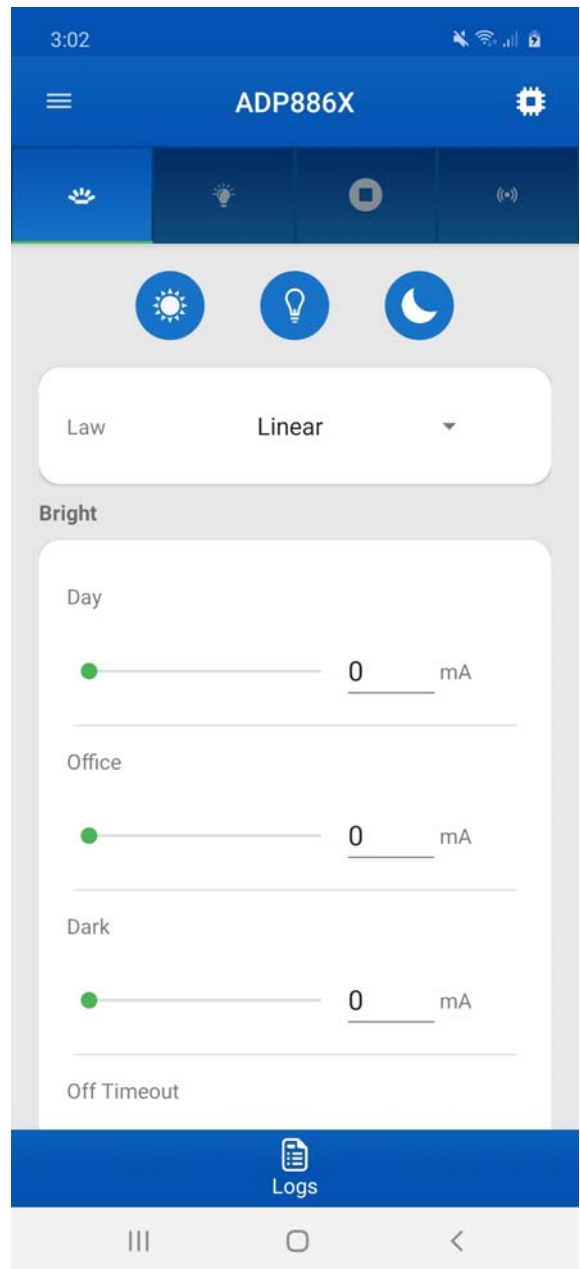 3:02
ADP886X
Law Linear
Bright
Day
0 mA
Office
0 mA
Dark
0 mA
Off Timeout
Logs